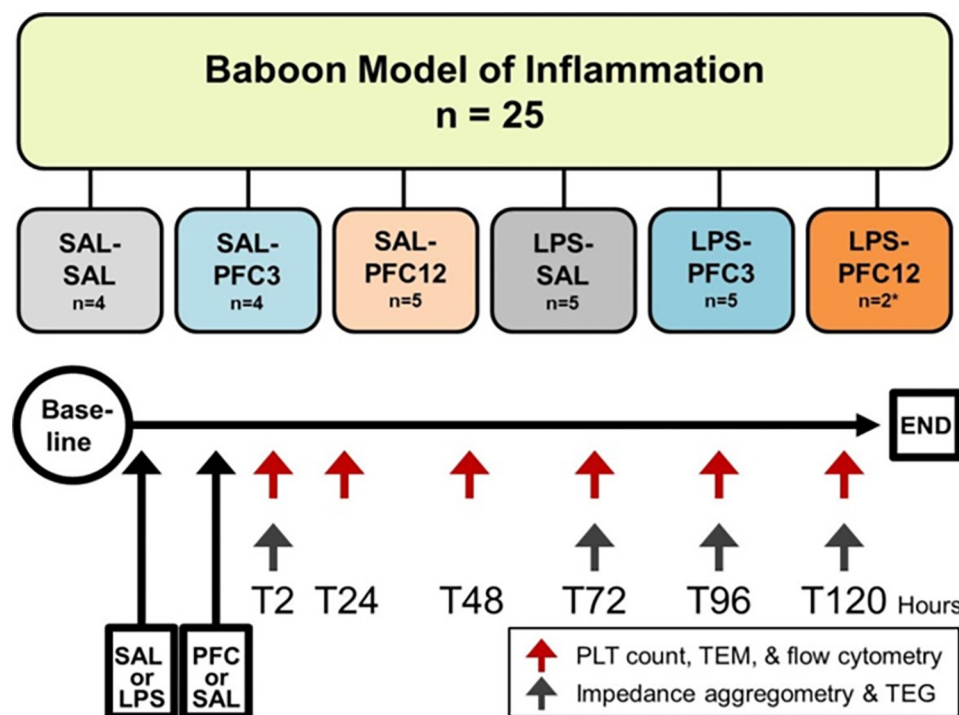 Baboon Model of Inflammation
n = 25
SAL-
SAL
n=4
SAL-
PFC3
n=4
SAL-
PFC12
n=5
LPS-
SAL
n=5
LPS-
PFC3
n=5
LPS-
PFC12
n=2*
Base-
line
END
T2 T24 T48 T72 T96 T120 Hours
SAL
or
LPS
PFC
or
SAL
PLT count, TEM, & flow cytometry
Impedance aggregometry & TEG